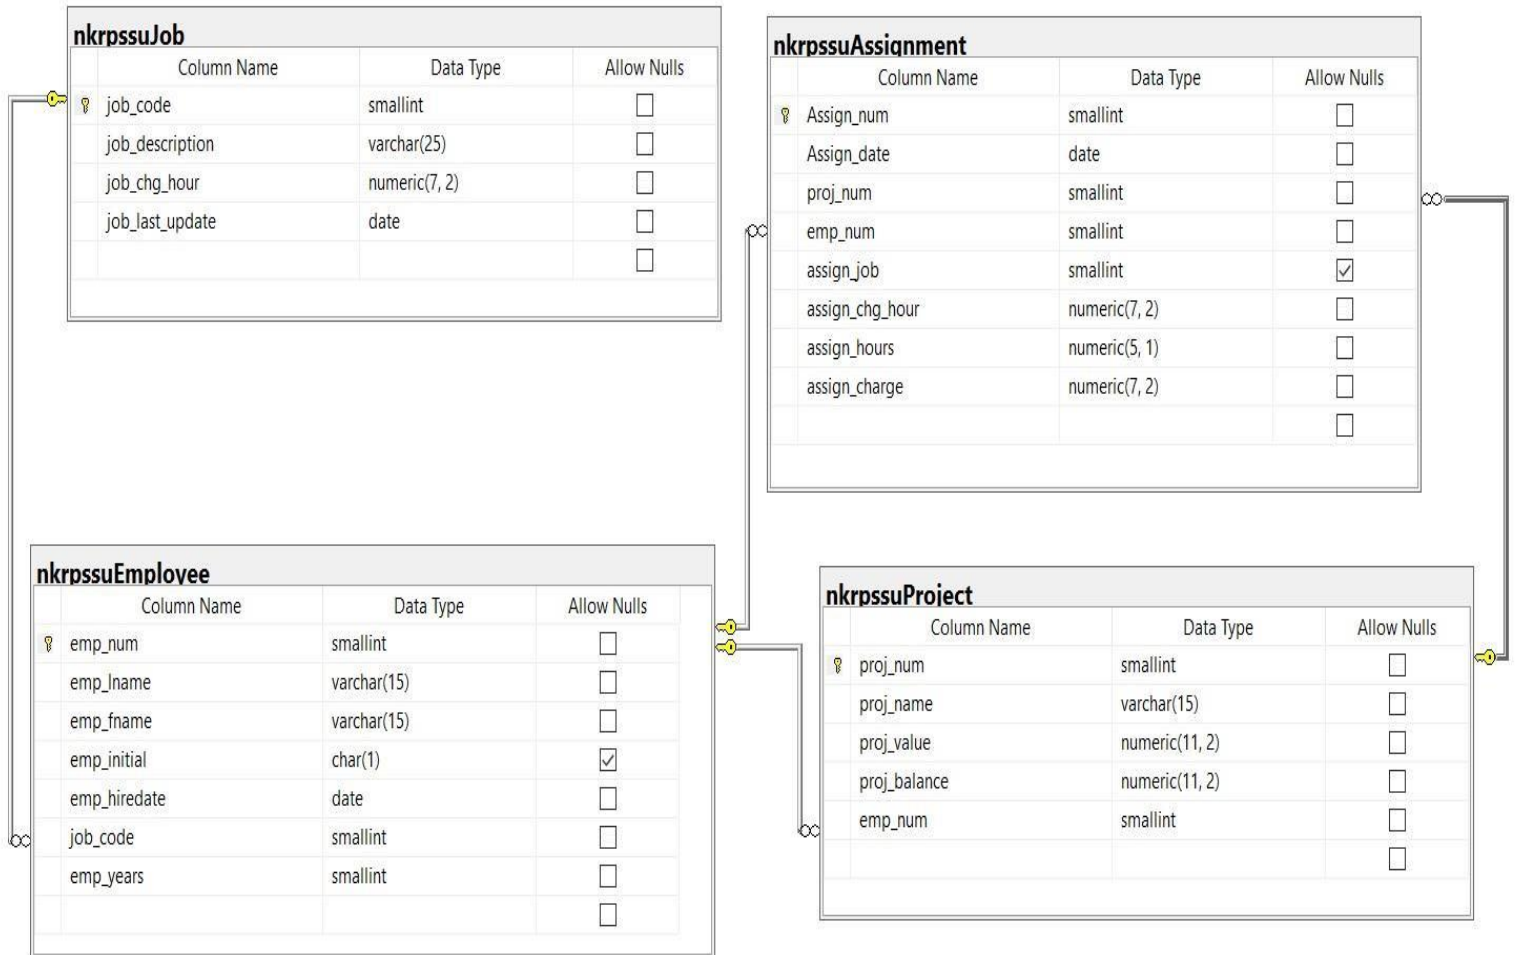 nkrpssuJob
Column Name Data Type Allow Nulls
job_code smallint
job_description varchar(25)
job_chg_hour numeric(7, 2)
job_last_update date
nkrpssuAssignment
Column Name Data Type Allow Nulls
Assign_num smallint
Assign_date date
proj_num smallint
emp_num smallint
assign_job smallint
assign_chg_hour numeric(7, 2)
assign_hours numeric(5, 1)
assign_charge numeric(7, 2)
nkrpssuEmployee
Column Name Data Type Allow Nulls
emp_num smallint
emp_lname varchar(15)
emp_fname varchar(15)
emp_initial char(1)
emp_hiredate date
job_code smallint
emp_years smallint
nkrpssuProject
Column Name Data Type Allow Nulls
proj_num smallint
proj_name varchar(15)
proj_value numeric(11, 2)
proj_balance numeric(11, 2)
emp_num smallint